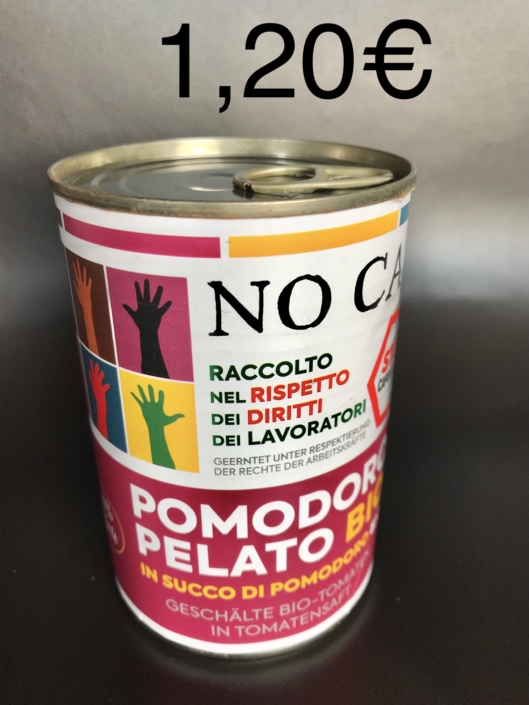 1,20€
NO CA
RACCOLTO
NEL RISPETTO
DEI DIRITTI
DEI LAVORATORI
GEERNTET UNTER RESPEKTIERUNG
DER RECHTE DER ARBEITSKRÄFTE
POMODORO
PELATO BIO
IN SUCCO DI POMODORO
GESCHÄLTE BIO-TOMATEN
IN TOMATENSAFT